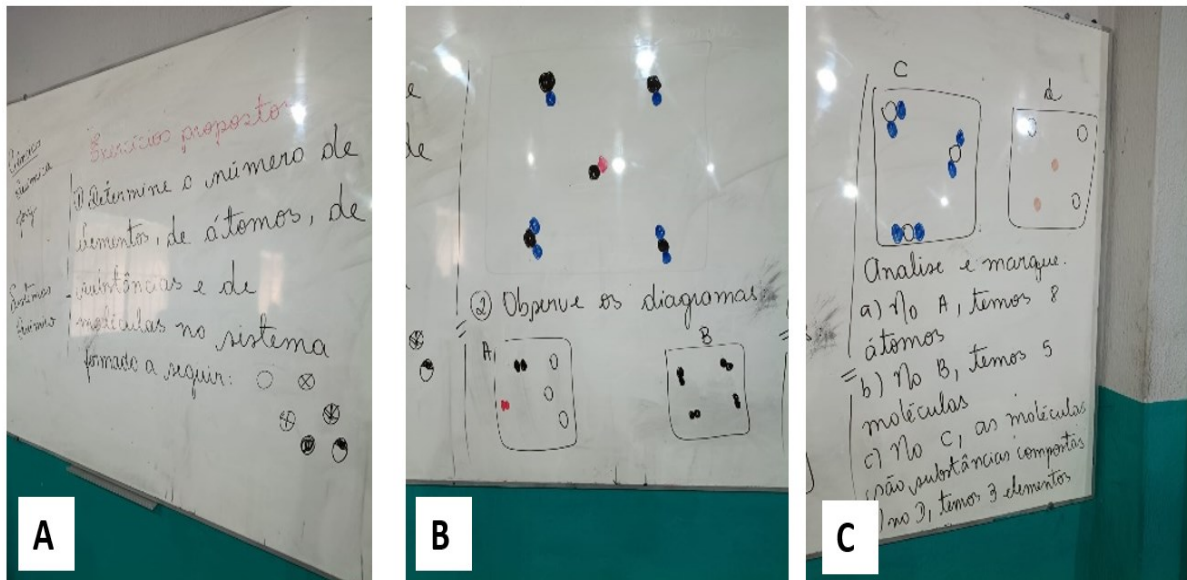 Exercícios propostos
① Determine o número de
elementos, de átomos, de
substâncias e de
moléculas no sistema
formado a seguir:
A
② Observe os diagramas
A
B
B
C
d
Analise e marque.
a) No A, temos 8
átomos
b) No B, temos 5
moléculas
c) No C, as moléculas
são substâncias compostas
) no D, temos 3 elementos
C